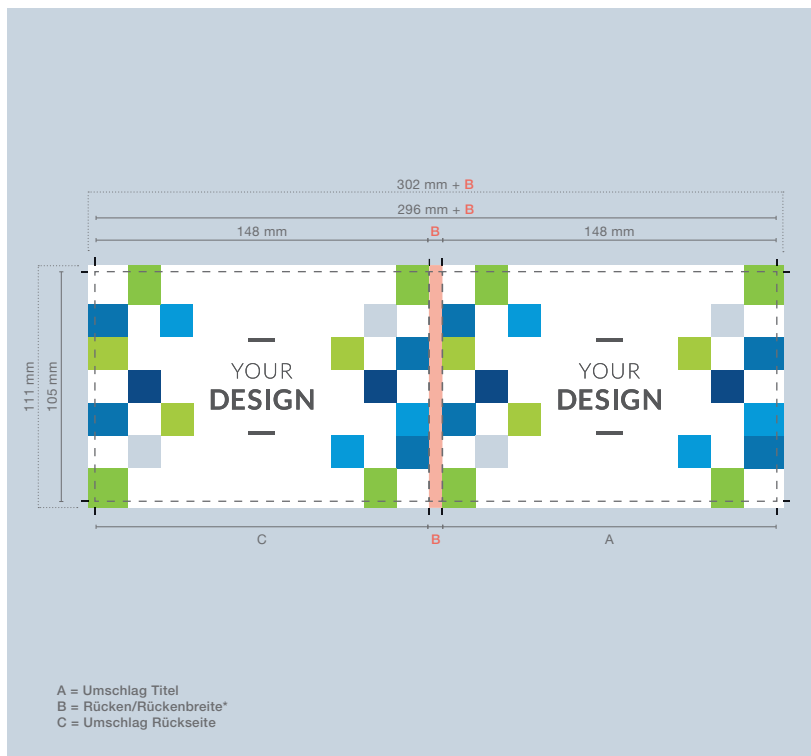 302 mm + B
296 mm + B
148 mm
B
148 mm
111 mm
105 mm
YOUR
DESIGN
YOUR
DESIGN
C
B
A
A = Umschlag Titel
B = Rücken/Rückenbreite*
C = Umschlag Rückseite